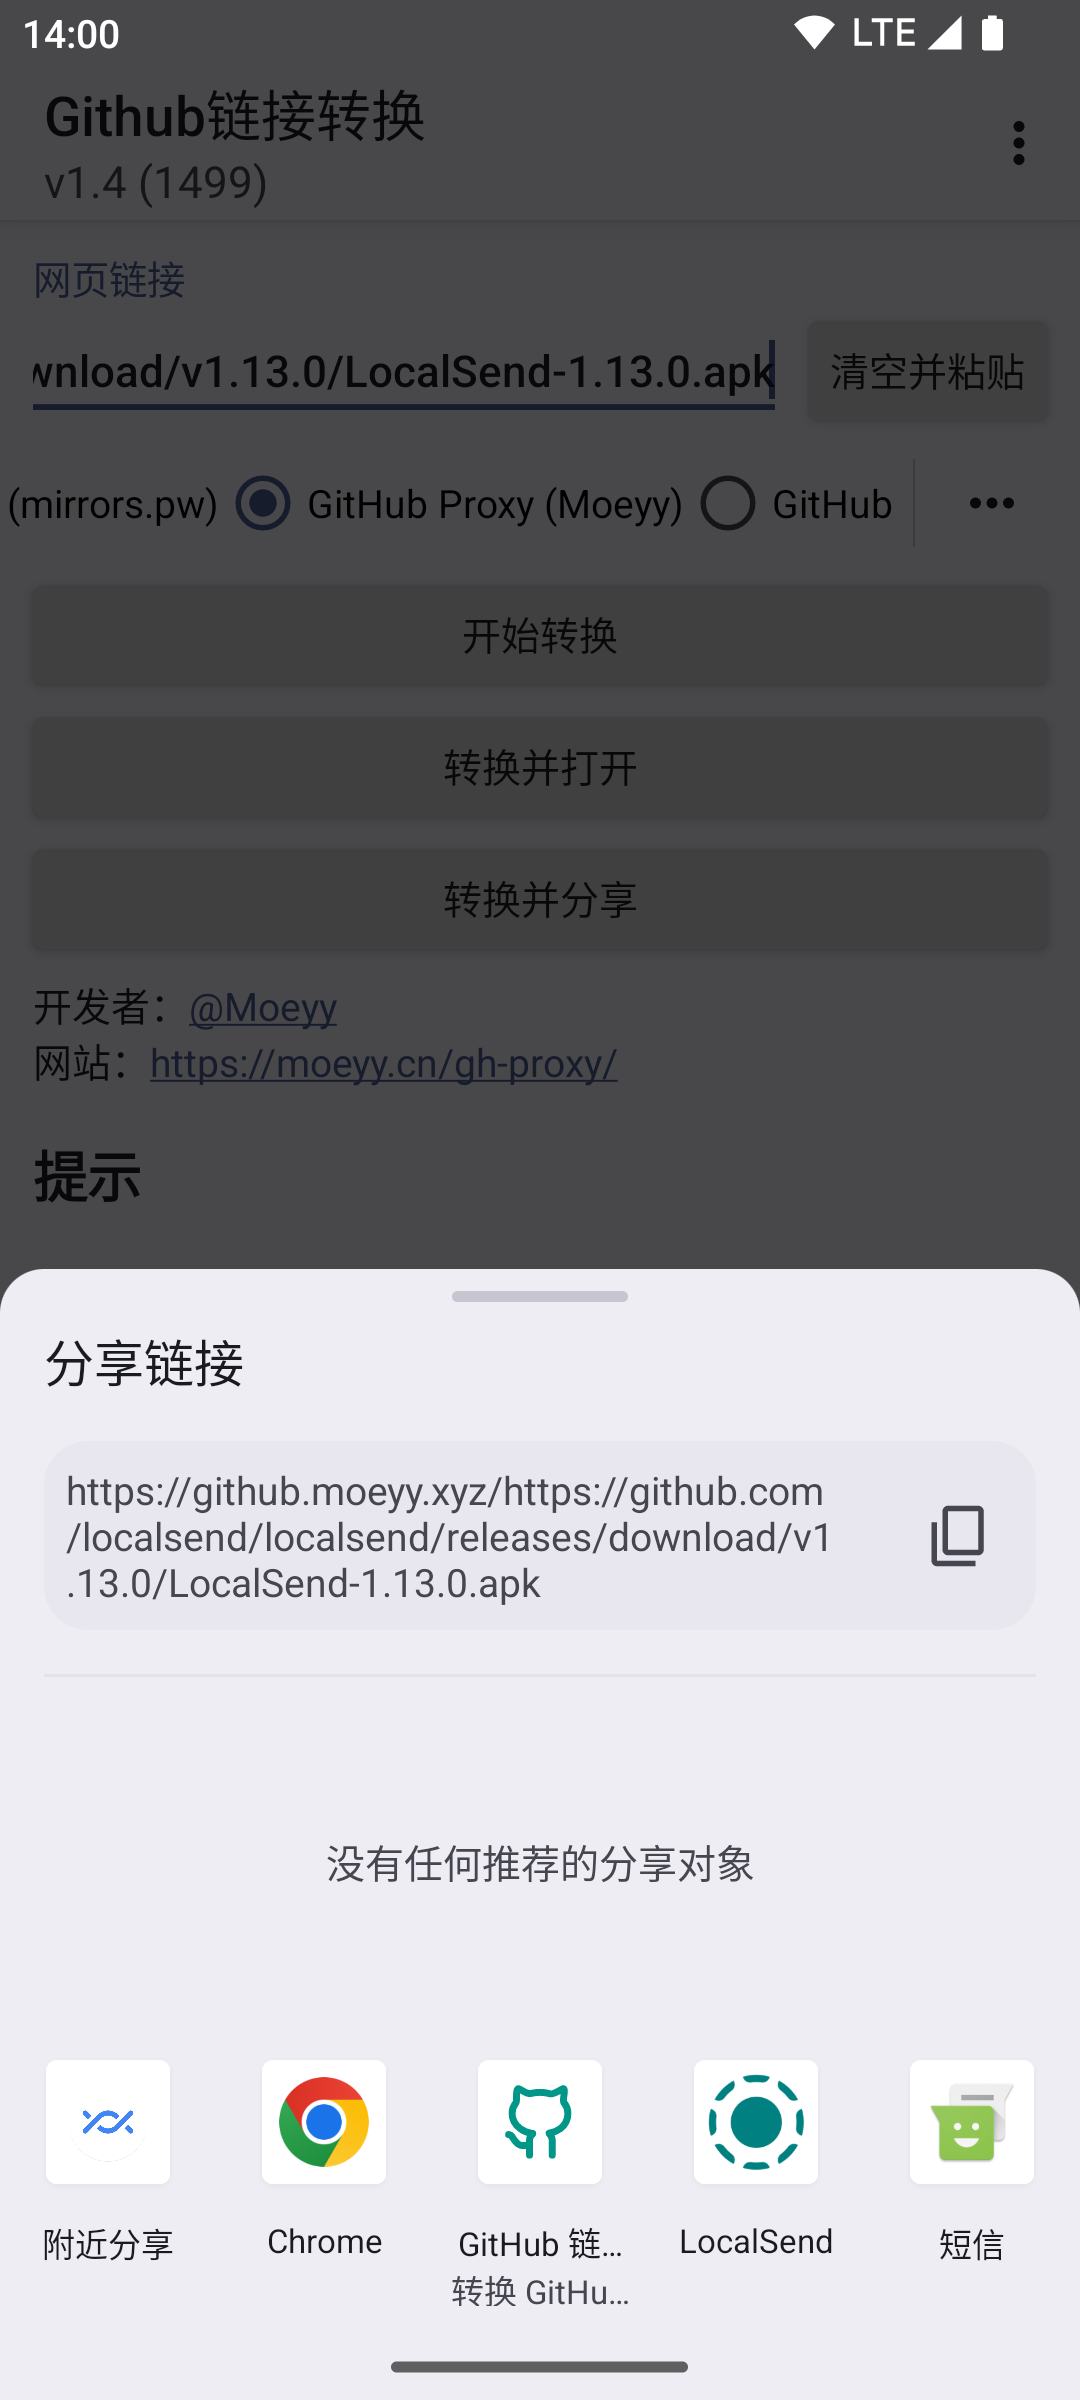 14:00
LTE
Github链接转换
v1.4 (1499)
网页链接
wnload/v1.13.0/LocalSend-1.13.0.apk
清空并粘贴
(mirrors.pw) GitHub Proxy (Moeyy) GitHub
开始转换
转换并打开
转换并分享
开发者：@Moeyy
网站：https://moeyy.cn/gh-proxy/
提示
分享链接
https://github.moeyy.xyz/https://github.com
/localsend/localsend/releases/download/v1
.13.0/LocalSend-1.13.0.apk
没有任何推荐的分享对象
附近分享
Chrome
GitHub 链...
转换 GitHu...
LocalSend
短信